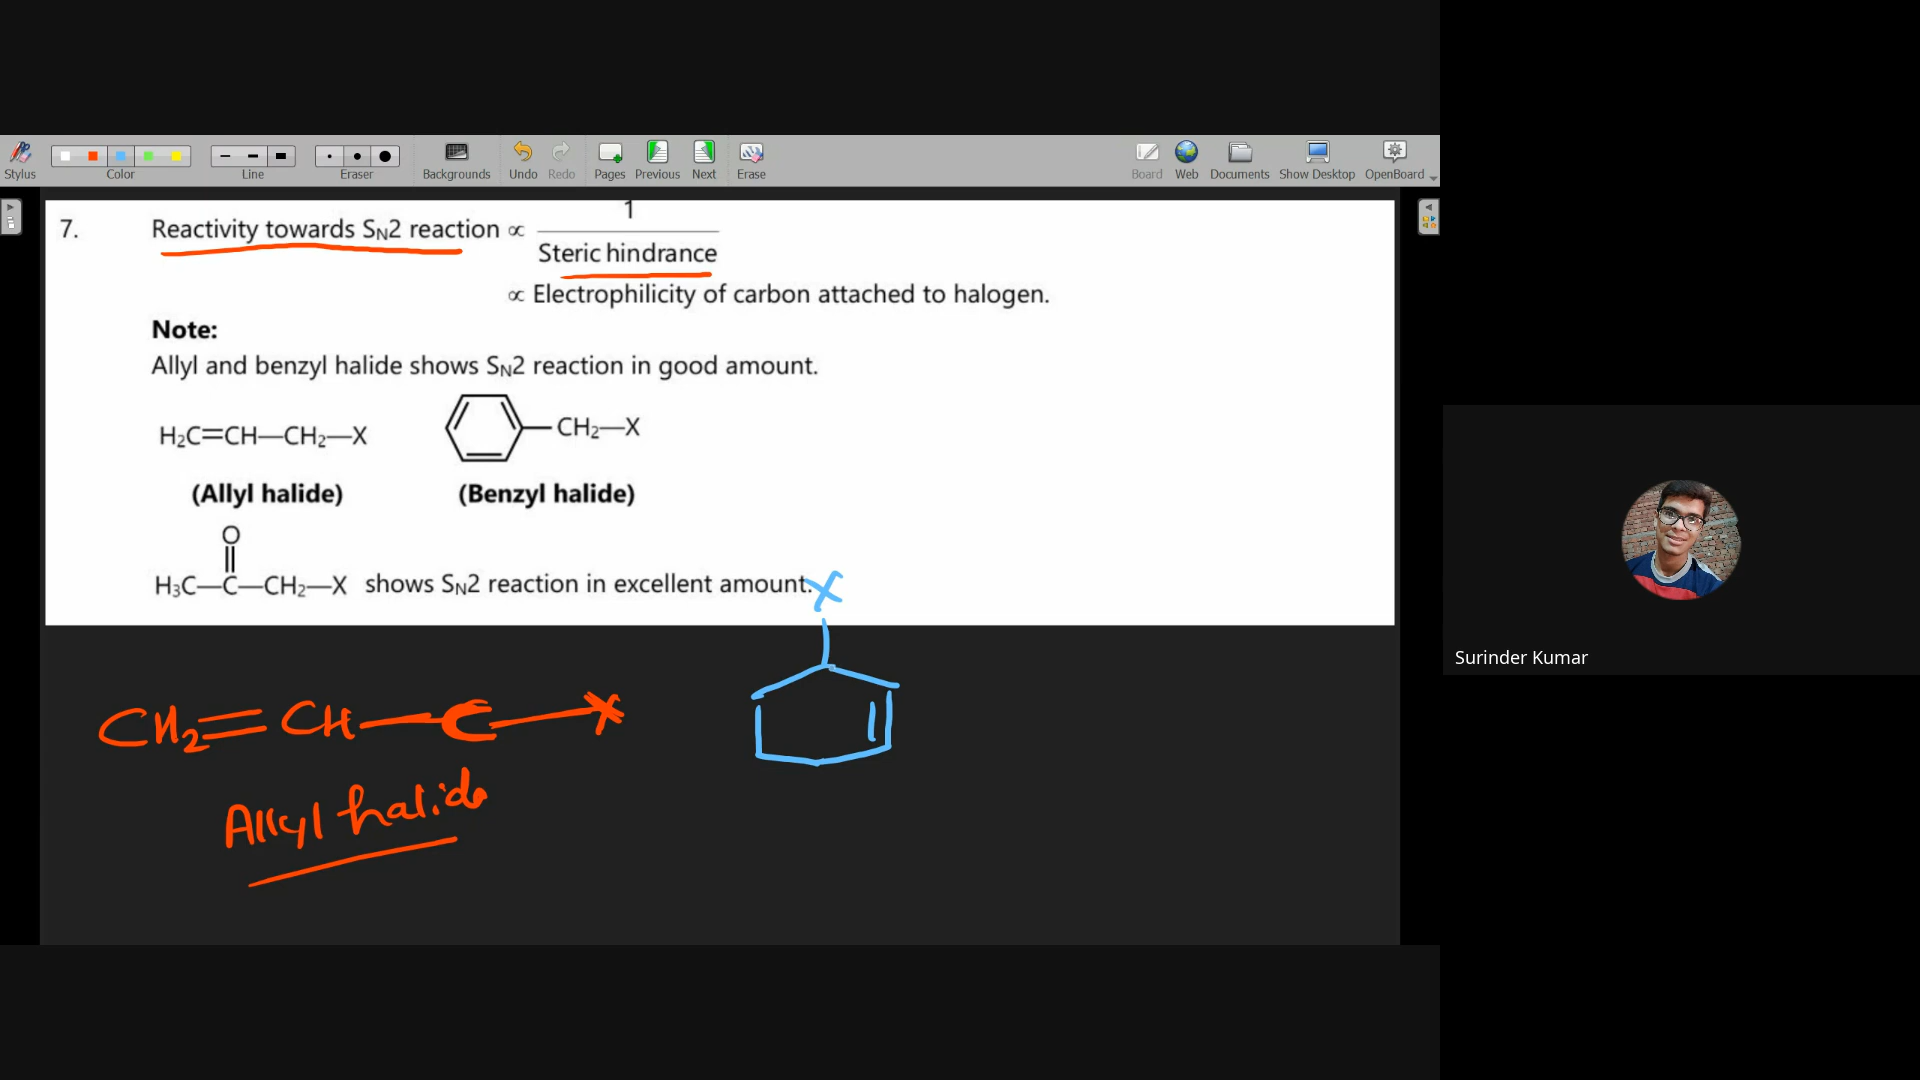 Stylus Color Line Eraser Backgrounds Undo Redo Pages Previous Next Erase Board Web Documents Show Desktop OpenBoard
7. Reactivity towards SN2 reaction ∝ 1
Steric hindrance
∝ Electrophilicity of carbon attached to halogen.
Note:
Allyl and benzyl halide shows SN2 reaction in good amount.
H2C=CH—CH2—X CH2—X
(Allyl halide) (Benzyl halide)
O
H3C—C—CH2—X shows SN2 reaction in excellent amount.
X
CH2=CH—C—X
Allyl halide
Surinder Kumar